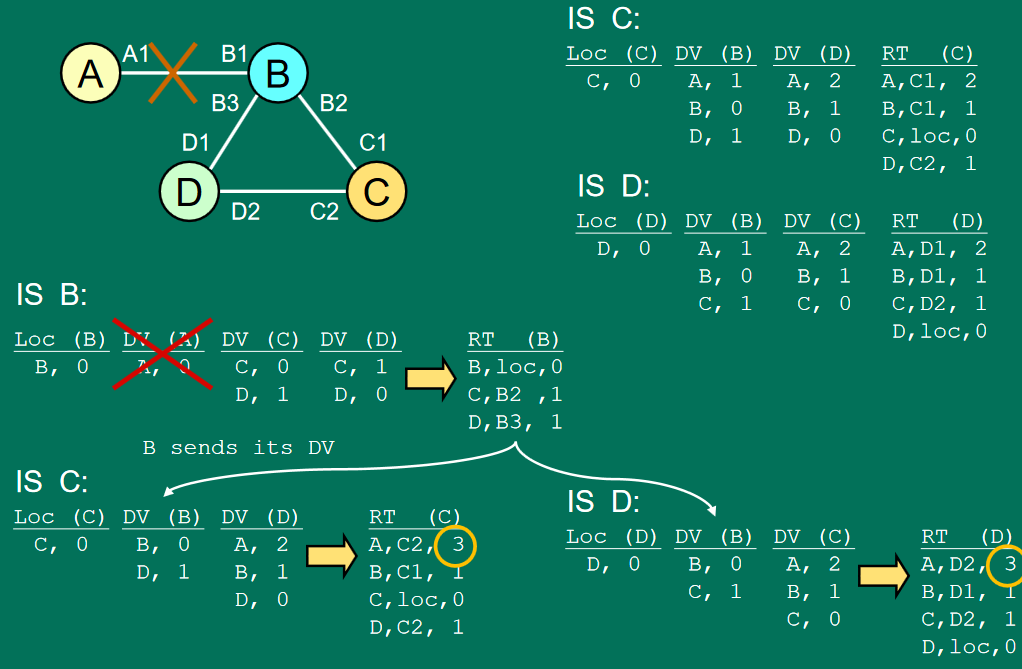 A A1 B1 B
B3 B2
D1 C1
D D2 C2 C
IS C:
Loc (C) DV (B) DV (D) RT (C)
C, 0 A, 1 A, 2 A,C1, 2
B, 0 B, 1 B,C1, 1
D, 1 D, 0 C,loc,0
D,C2, 1
IS D:
Loc (D) DV (B) DV (C) RT (D)
D, 0 A, 1 A, 2 A,D1, 2
B, 0 B, 1 B,D1, 1
C, 1 C, 0 C,D2, 1
D,loc,0
IS B:
Loc (B) DV (A) DV (C) DV (D) RT (B)
B, 0 A, 0 C, 0 C, 1 B,loc,0
D, 1 D, 0 C,B2 ,1
D,B3, 1
B sends its DV
IS C:
Loc (C) DV (B) DV (D) RT (C)
C, 0 B, 0 A, 2 A,C2, 3
D, 1 B, 1 B,C1, 1
D, 0 C,loc,0
D,C2, 1
IS D:
Loc (D) DV (B) DV (C) RT (D)
D, 0 B, 0 A, 2 A,D2, 3
C, 1 B, 1 B,D1, 1
C, 0 C,D2, 1
D,loc,0